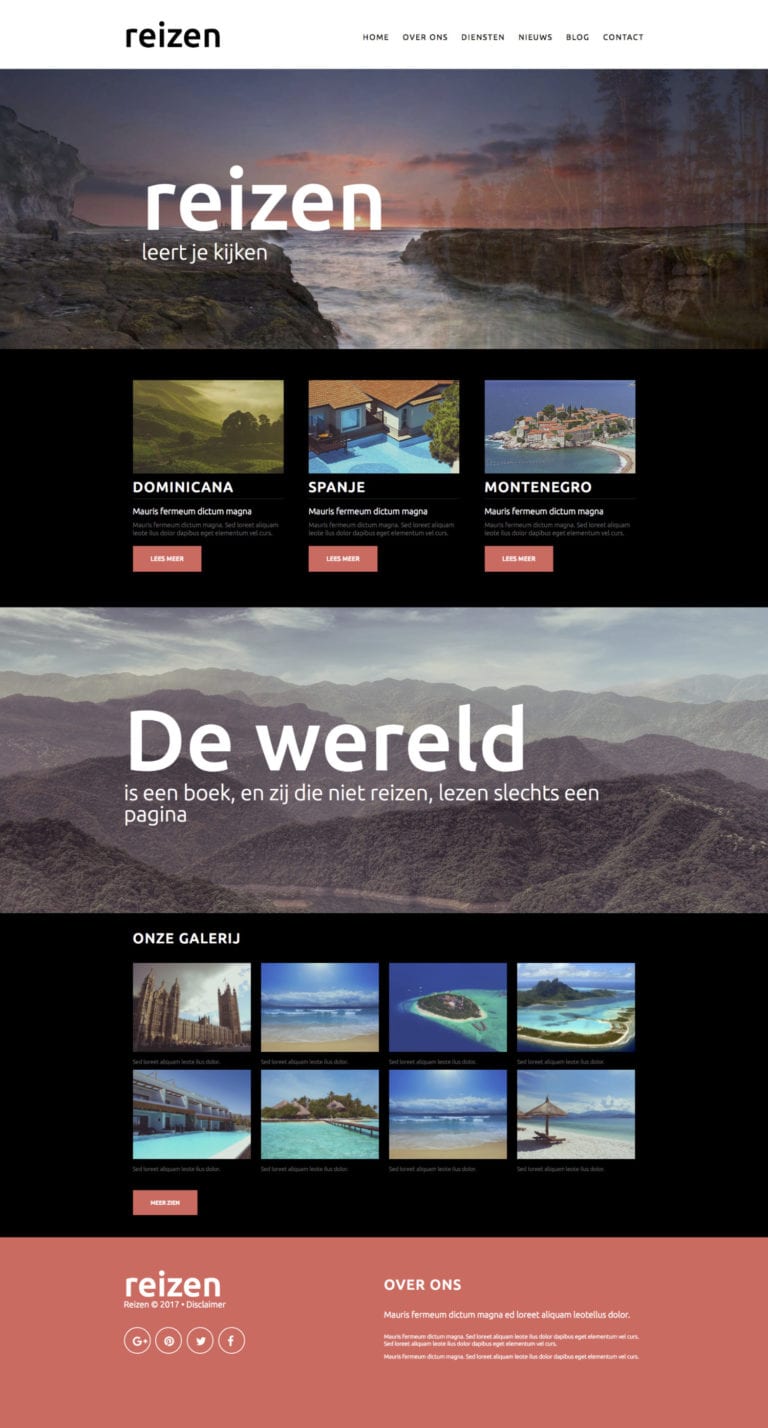 reizen
HOME OVER ONS DIENSTEN NIEUWS BLOG CONTACT
reizen
leert je kijken
DOMINICANA
Mauris fermeum dictum magna
Mauris fermeum dictum magna. Sed loreet aliquam
leote ilus dolor dapibus eget elementum vel curs.
LEES MEER
SPANJE
Mauris fermeum dictum magna
Mauris fermeum dictum magna. Sed loreet aliquam
leote ilus dolor dapibus eget elementum vel curs.
LEES MEER
MONTENEGRO
Mauris fermeum dictum magna
Mauris fermeum dictum magna. Sed loreet aliquam
leote ilus dolor dapibus eget elementum vel curs.
LEES MEER
De wereld
is een boek, en zij die niet reizen, lezen slechts een
pagina
ONZE GALERIJ
Sed loreet aliquam leote ilus dolor.
Sed loreet aliquam leote ilus dolor.
Sed loreet aliquam leote ilus dolor.
Sed loreet aliquam leote ilus dolor.
Sed loreet aliquam leote ilus dolor.
Sed loreet aliquam leote ilus dolor.
Sed loreet aliquam leote ilus dolor.
Sed loreet aliquam leote ilus dolor.
MEER ZIEN
reizen
Reizen © 2017 • Disclaimer
G+
OVER ONS
Mauris fermeum dictum magna ed loreet aliquam leotellus dolor.
Mauris fermeum dictum magna. Sed loreet aliquam leote ilus dolor dapibus eget elementum vel curs.
Sed loreet aliquam leote ilus dolor dapibus eget elementum vel curs.
Mauris fermeum dictum magna. Sed loreet aliquam leote ilus dolor dapibus eget elementum vel curs.